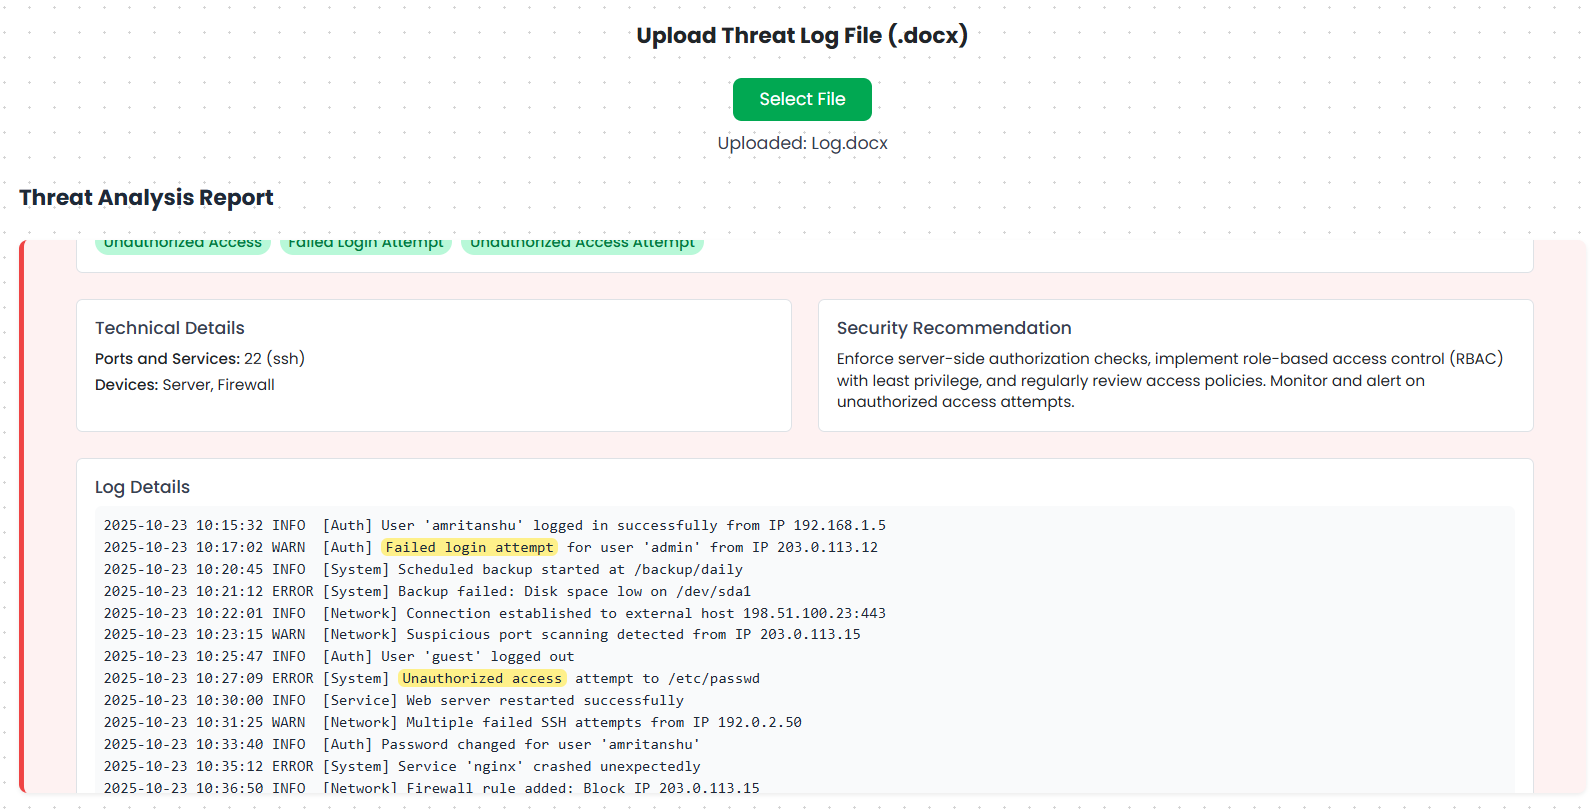 Upload Threat Log File (.docx)
Select File
Uploaded: Log.docx
Threat Analysis Report
Unauthorized Access Failed Login Attempt Unauthorized Access Attempt
Technical Details
Ports and Services: 22 (ssh)
Devices: Server, Firewall
Security Recommendation
Enforce server-side authorization checks, implement role-based access control (RBAC)
with least privilege, and regularly review access policies. Monitor and alert on
unauthorized access attempts.
Log Details
2025-10-23 10:15:32 INFO  [Auth] User 'amritanshu' logged in successfully from IP 192.168.1.5
2025-10-23 10:17:02 WARN  [Auth] Failed login attempt for user 'admin' from IP 203.0.113.12
2025-10-23 10:20:45 INFO  [System] Scheduled backup started at /backup/daily
2025-10-23 10:21:12 ERROR [System] Backup failed: Disk space low on /dev/sda1
2025-10-23 10:22:01 INFO  [Network] Connection established to external host 198.51.100.23:443
2025-10-23 10:23:15 WARN  [Network] Suspicious port scanning detected from IP 203.0.113.15
2025-10-23 10:25:47 INFO  [Auth] User 'guest' logged out
2025-10-23 10:27:09 ERROR [System] Unauthorized access attempt to /etc/passwd
2025-10-23 10:30:00 INFO  [Service] Web server restarted successfully
2025-10-23 10:31:25 WARN  [Network] Multiple failed SSH attempts from IP 192.0.2.50
2025-10-23 10:33:40 INFO  [Auth] Password changed for user 'amritanshu'
2025-10-23 10:35:12 ERROR [System] Service 'nginx' crashed unexpectedly
2025-10-23 10:36:50 INFO  [Network] Firewall rule added: Block IP 203.0.113.15